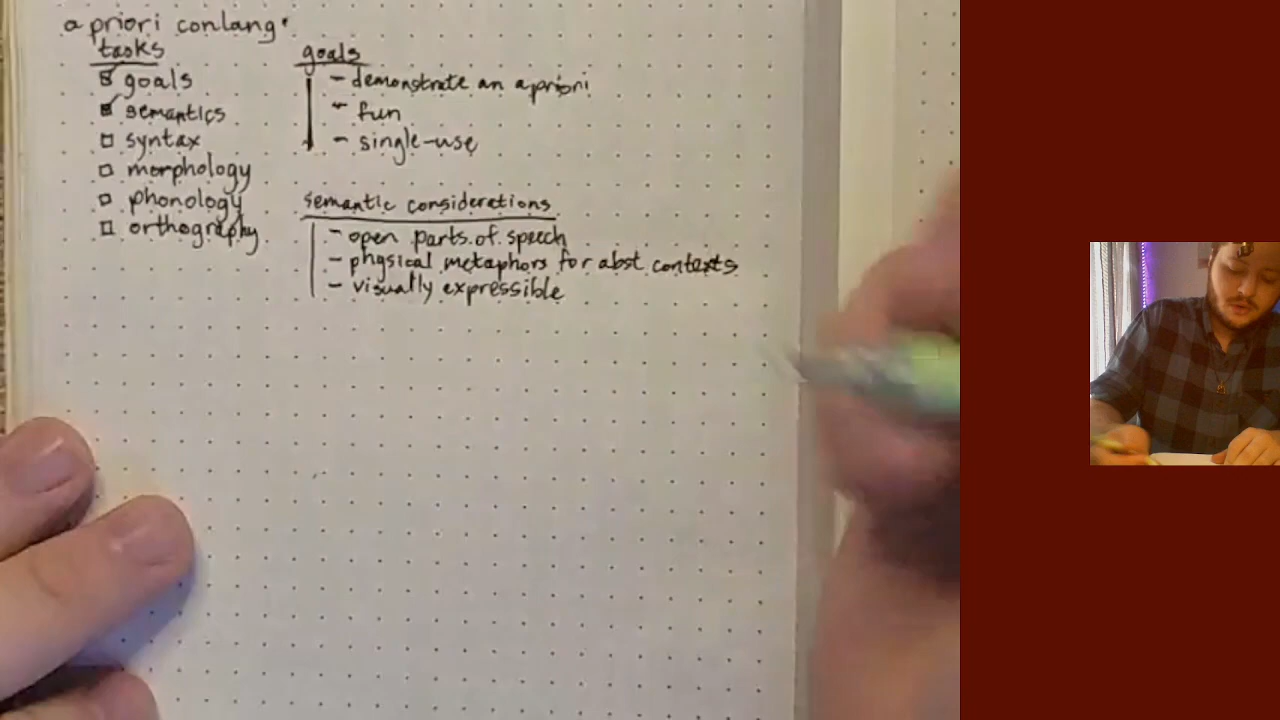 a priori conlang
tasks
goals
semantics
syntax
morphology
phonology
orthography
goals
- demonstrate an apriori
- fun
- single-use
semantic considerations
- open parts of speech
- physical metaphors for abst contexts
- visually expressible